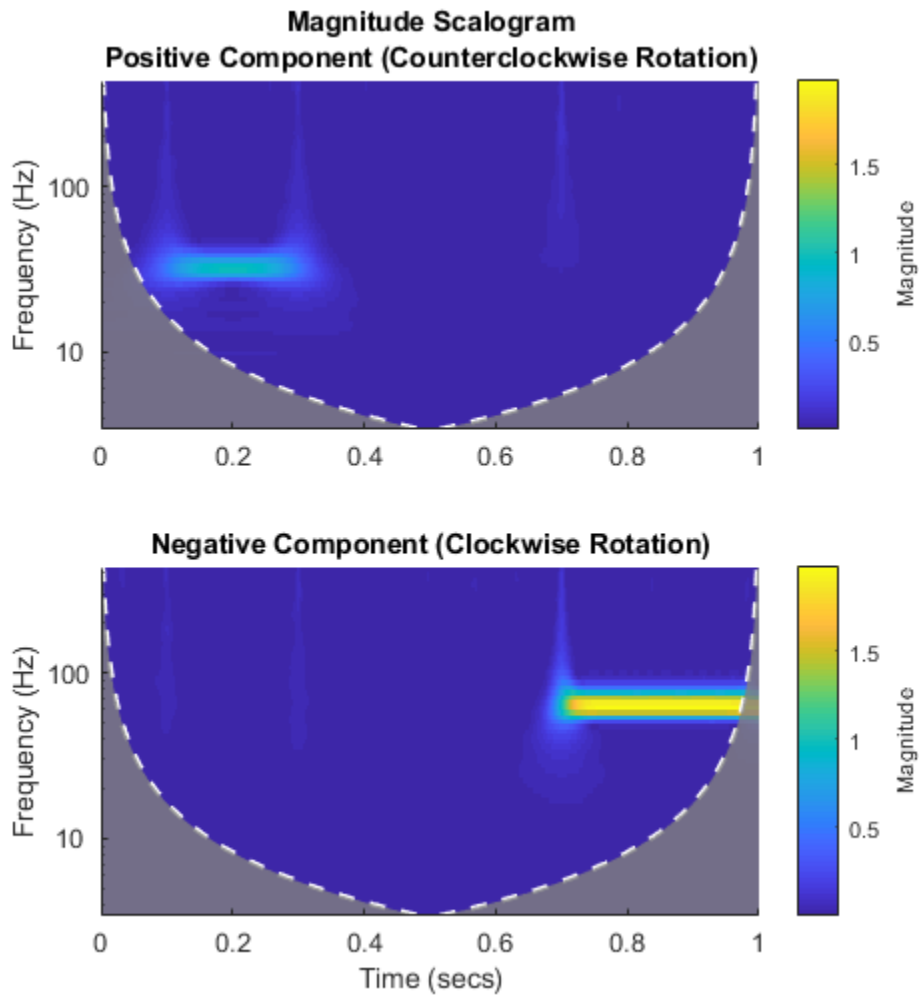 Magnitude Scalogram
Positive Component (Counterclockwise Rotation)
Frequency (Hz)
100
10
0 0.2 0.4 0.6 0.8 1
1.5
1
0.5
Magnitude
Negative Component (Clockwise Rotation)
Frequency (Hz)
100
10
0 0.2 0.4 0.6 0.8 1
Time (secs)
1.5
1
0.5
Magnitude